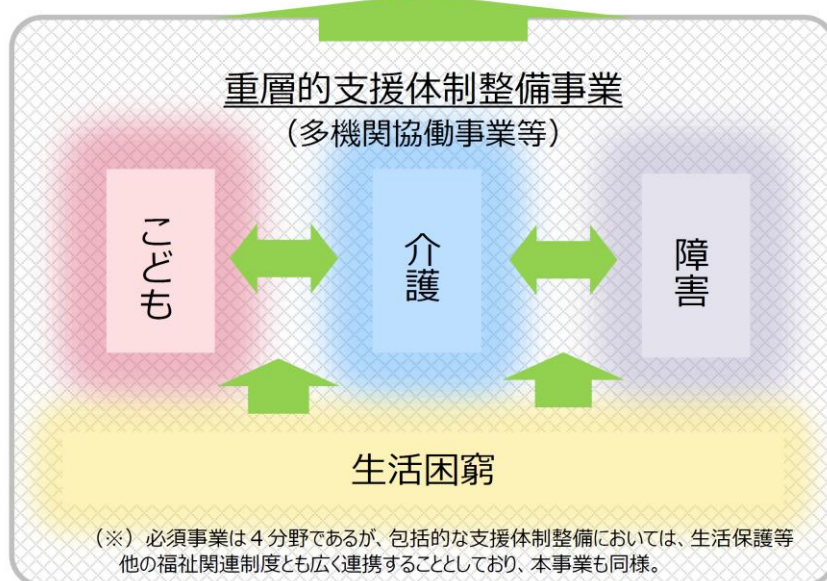 重層的支援体制整備事業
（多機関協働事業等）
こども
介護
障害
生活困窮
（※）必須事業は４分野であるが、包括的な支援体制整備においては、生活保護等
他の福祉関連制度とも広く連携することとしており、本事業も同様。